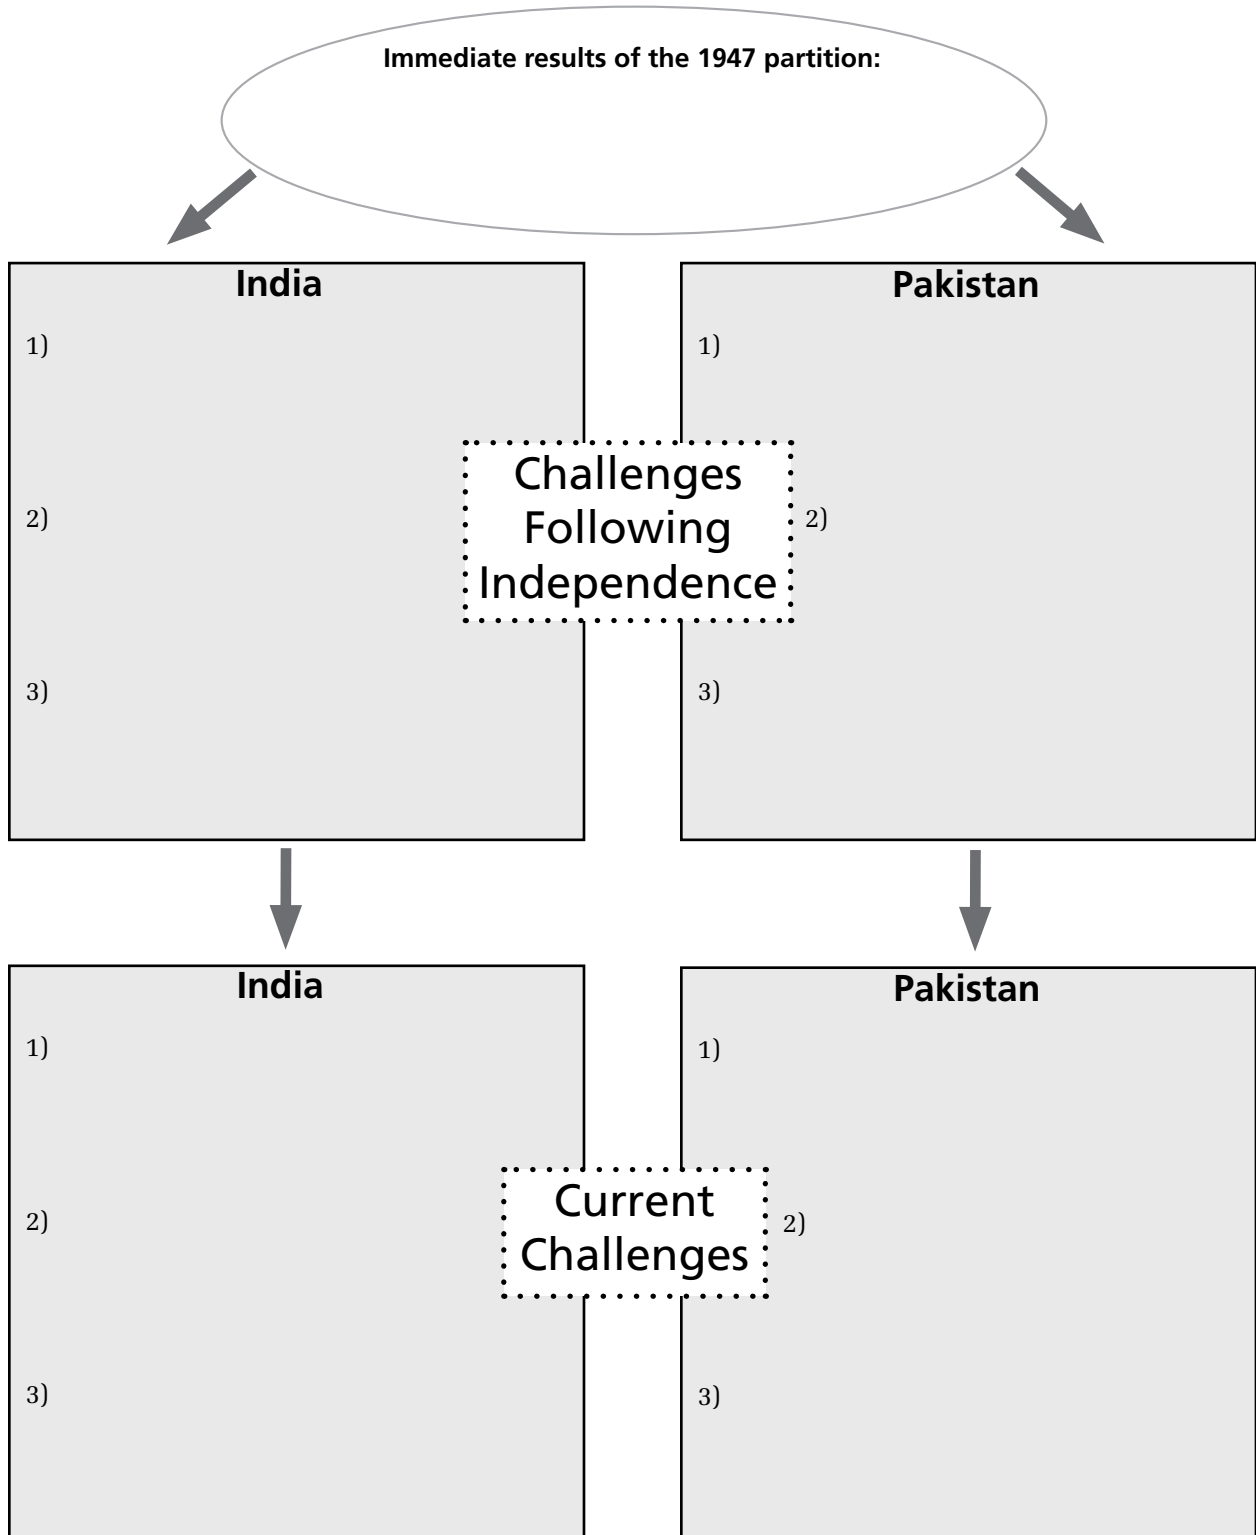 Immediate results of the 1947 partition:
India
1)
2)
3)
Pakistan
1)
2)
3)
Challenges
Following
Independence
India
1)
2)
3)
Pakistan
1)
2)
3)
Current
Challenges